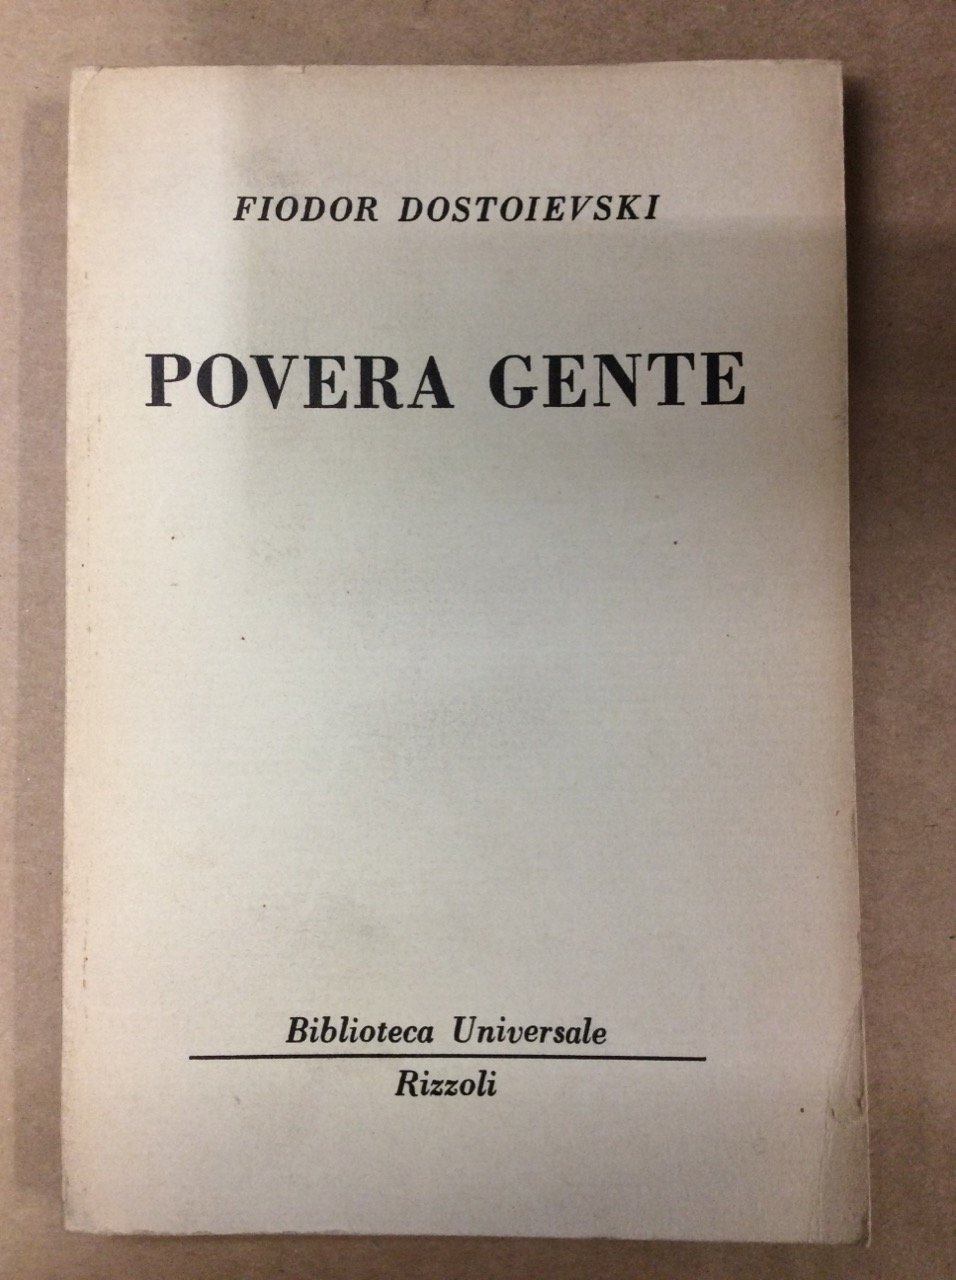 FIODOR DOSTOIEVSKI
POVERA GENTE
Biblioteca Universale
Rizzoli